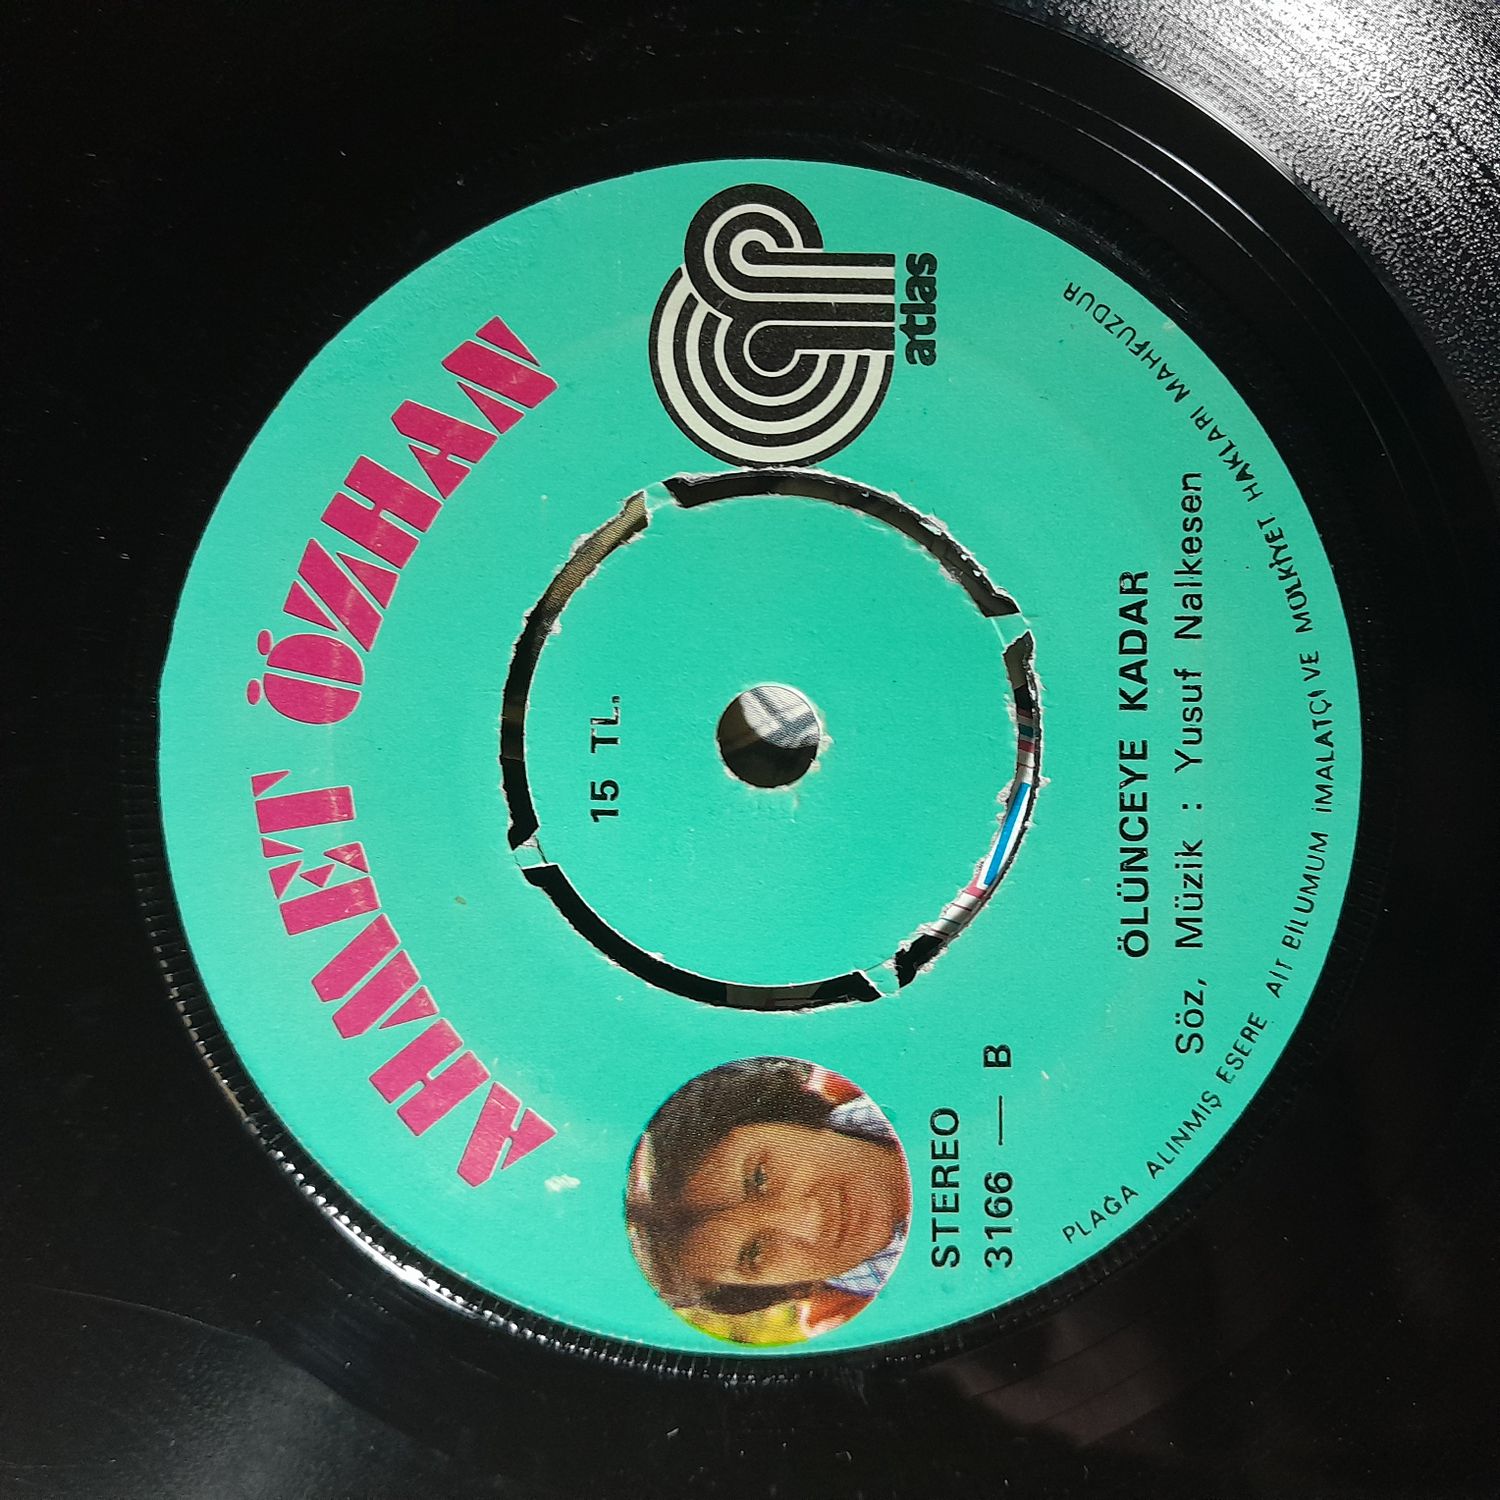 AHMET ÖZHAN
atlas
15 TL.
STEREO
3166 — B
ÖLÜNCEYE KADAR
Söz, Müzik : Yusuf Nalkesen
PLAĞA ALINMIŞ ESERE AİT BİLUMUM İMALATÇI VE MÜLKİYET HAKLARI MAHFUZDUR